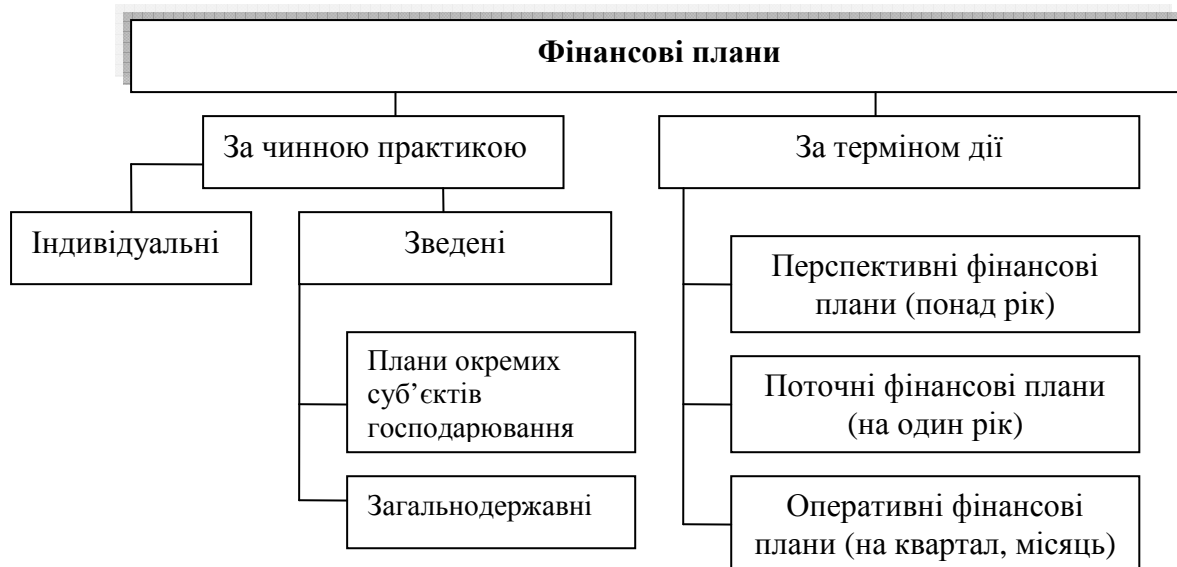 Фінансові плани
За чинною практикою
За терміном дії
Індивідуальні
Зведені
Перспективні фінансові
плани (понад рік)
Плани окремих
суб’єктів
господарювання
Поточні фінансові плани
(на один рік)
Загальнодержавні
Оперативні фінансові
плани (на квартал, місяць)